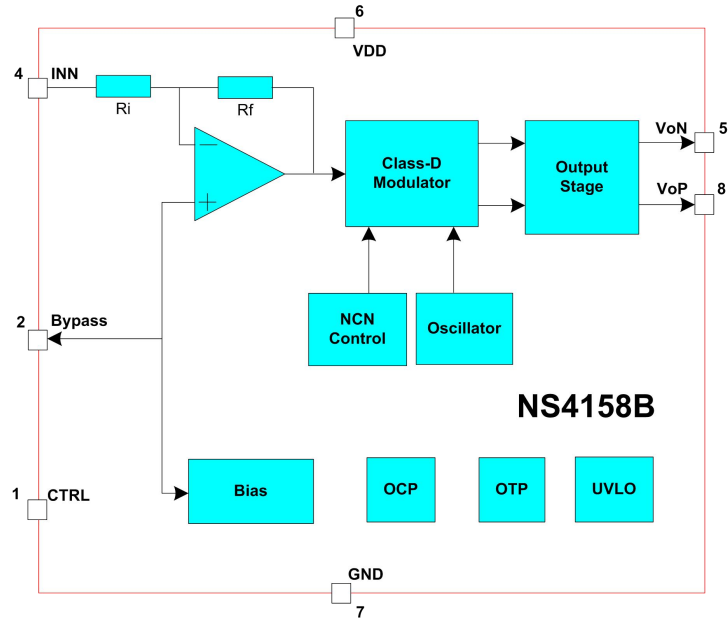 6
VDD
4
INN
Ri
Rf
Class-D
Modulator
Output
Stage
VoN
5
VoP
8
2
Bypass
NCN
Control
Oscillator
NS4158B
1
CTRL
Bias
OCP
OTP
UVLO
GND
7